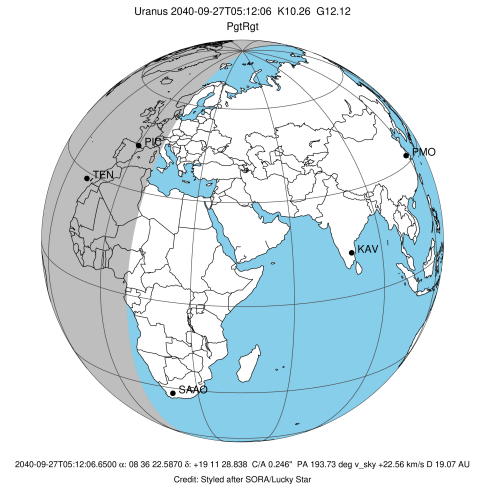 Uranus 2040-09-27T05:12:06 K10.26 G12.12
PgtRgt
PIC
TEN
PMO
KAV
SAAO
2040-09-27T05:12:06.6500 α: 08 36 22.5870 δ: +19 11 28.838 C/A 0.246" PA 193.73 deg v_sky +22.56 km/s D 19.07 AU
Credit: Styled after SORA/Lucky Star